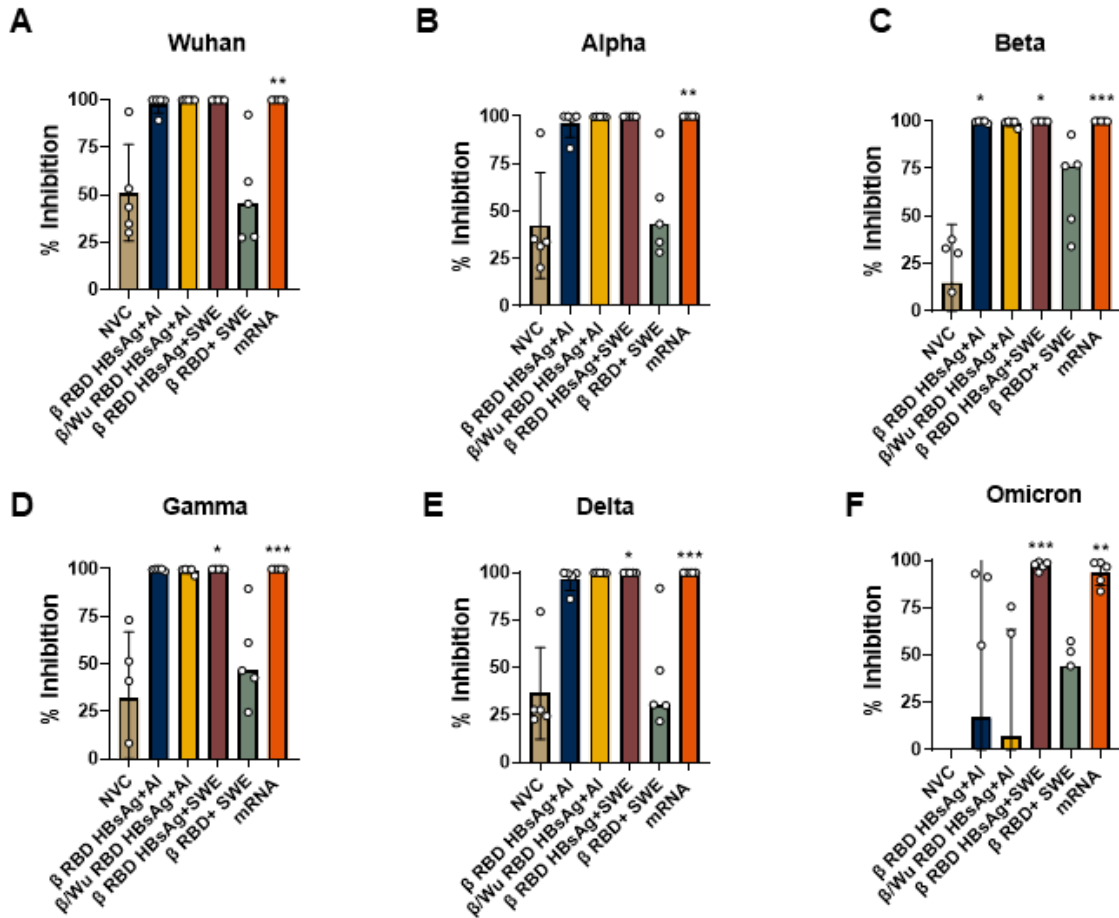 A
Wuhan
% Inhibition
100
75
50
25
0
**
NVC
β RBD HBsAg+Al
β/Wu RBD HBsAg+Al
β RBD HBsAg+SWE
β RBD+ SWE
mRNA
B
Alpha
% Inhibition
100
75
50
25
0
**
NVC
β RBD HBsAg+Al
β/Wu RBD HBsAg+Al
β RBD HBsAg+SWE
β RBD+ SWE
mRNA
C
Beta
% Inhibition
100
75
50
25
0
*
*
***
NVC
β RBD HBsAg+Al
β/Wu RBD HBsAg+Al
β RBD HBsAg+SWE
β RBD+ SWE
mRNA
D
Gamma
% Inhibition
100
75
50
25
0
*
***
NVC
β RBD HBsAg+Al
β/Wu RBD HBsAg+Al
β RBD HBsAg+SWE
β RBD+ SWE
mRNA
E
Delta
% Inhibition
100
75
50
25
0
*
***
NVC
β RBD HBsAg+Al
β/Wu RBD HBsAg+Al
β RBD HBsAg+SWE
β RBD+ SWE
mRNA
F
Omicron
% Inhibition
100
75
50
25
0
***
**
NVC
β RBD HBsAg+Al
β/Wu RBD HBsAg+Al
β RBD HBsAg+SWE
β RBD+ SWE
mRNA